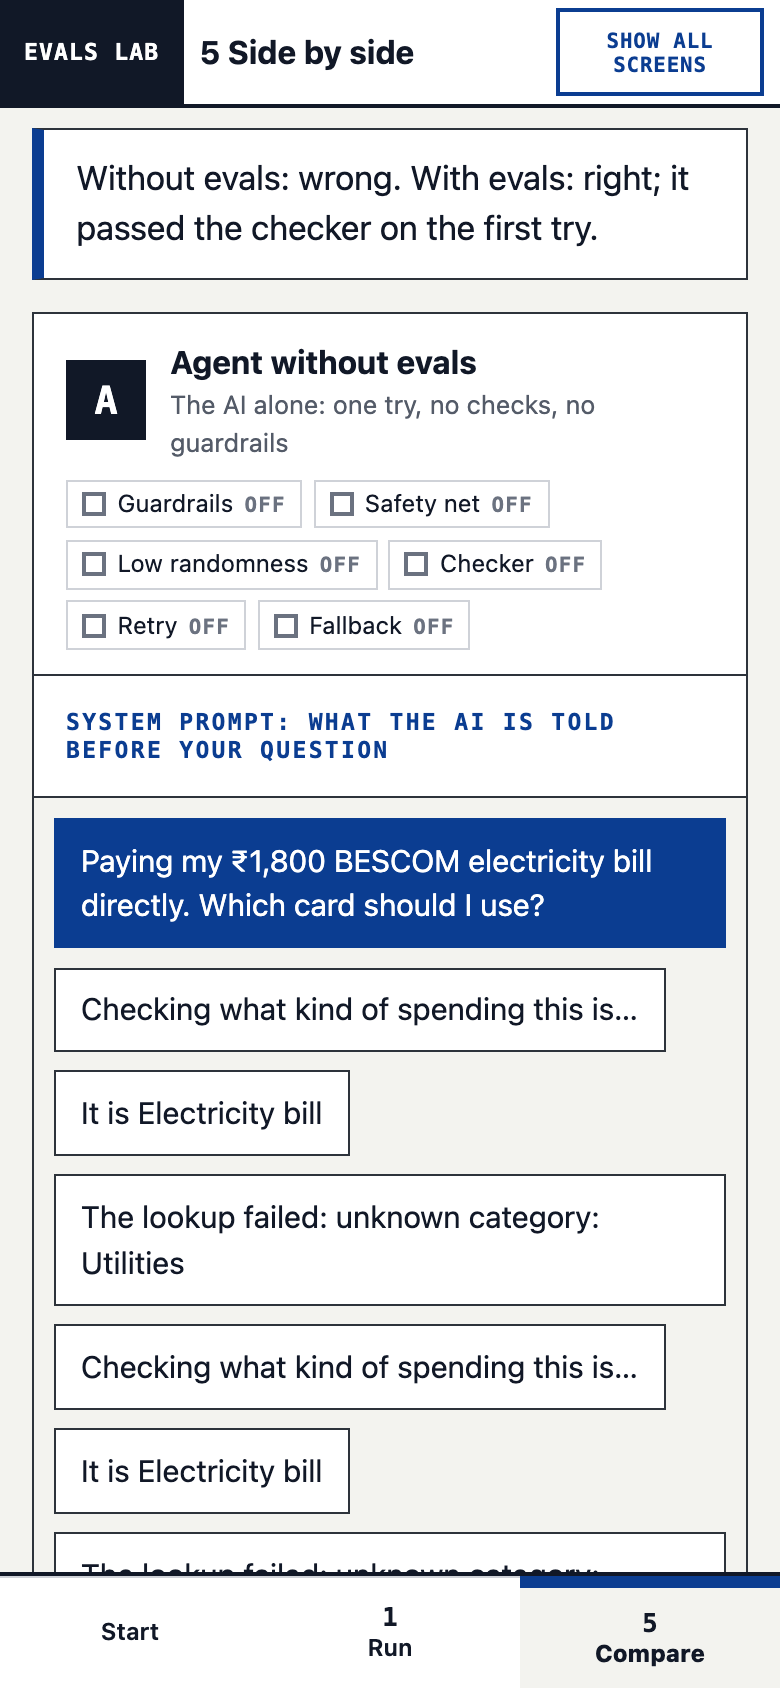 EVALS LAB
5 Side by side
SHOW ALL
SCREENS
Without evals: wrong. With evals: right; it
passed the checker on the first try.
A
Agent without evals
The AI alone: one try, no checks, no
guardrails
Guardrails OFF
Safety net OFF
Low randomness OFF
Checker OFF
Retry OFF
Fallback OFF
SYSTEM PROMPT: WHAT THE AI IS TOLD
BEFORE YOUR QUESTION
Paying my ₹1,800 BESCOM electricity bill
directly. Which card should I use?
Checking what kind of spending this is...
It is Electricity bill
The lookup failed: unknown category:
Utilities
Checking what kind of spending this is...
It is Electricity bill
The lookup failed: unknown category:
Start
1
Run
5
Compare